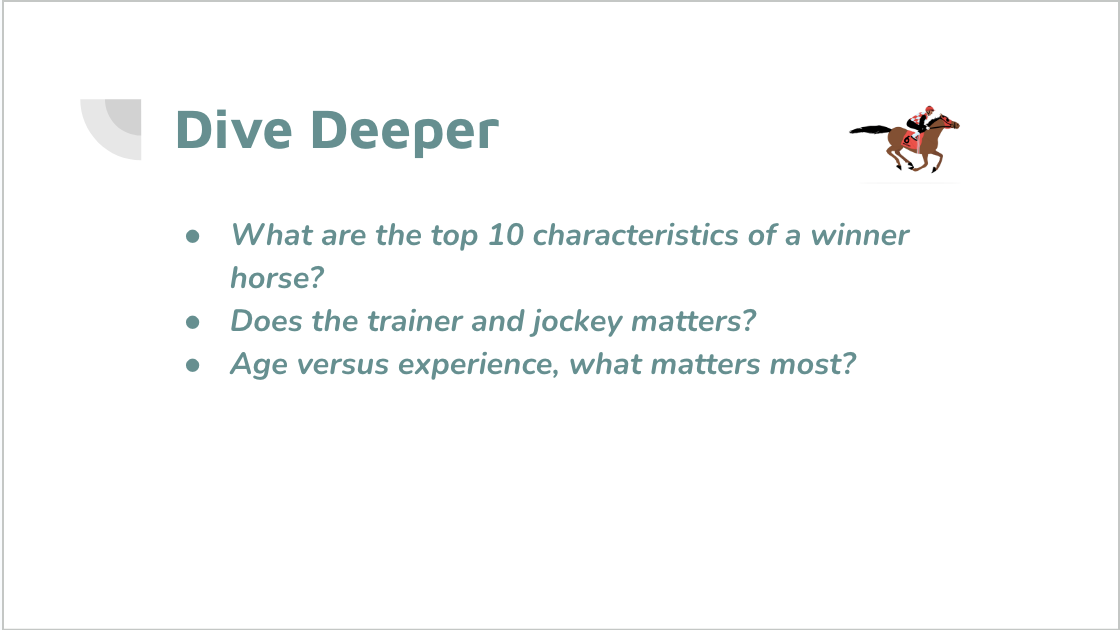 Dive Deeper
● What are the top 10 characteristics of a winner
horse?
● Does the trainer and jockey matters?
● Age versus experience, what matters most?
6